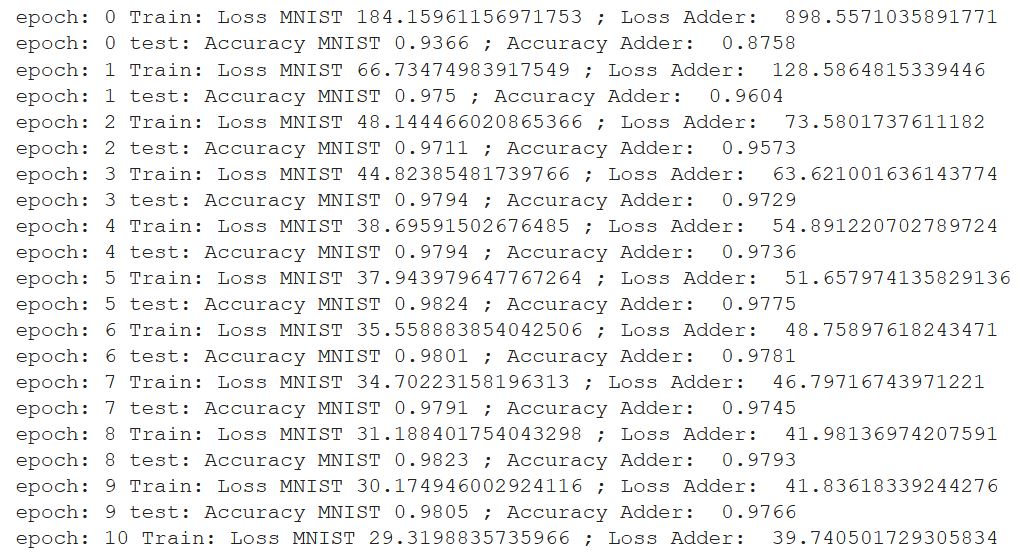 epoch: 0 Train: Loss MNIST 184.15961156971753 ; Loss Adder:  898.5571035891771
epoch: 0 test: Accuracy MNIST 0.9366 ; Accuracy Adder:  0.8758
epoch: 1 Train: Loss MNIST 66.73474983917549 ; Loss Adder:  128.5864815339446
epoch: 1 test: Accuracy MNIST 0.975 ; Accuracy Adder:  0.9604
epoch: 2 Train: Loss MNIST 48.144466020865366 ; Loss Adder:  73.5801737611182
epoch: 2 test: Accuracy MNIST 0.9711 ; Accuracy Adder:  0.9573
epoch: 3 Train: Loss MNIST 44.82385481739766 ; Loss Adder:  63.621001636143774
epoch: 3 test: Accuracy MNIST 0.9794 ; Accuracy Adder:  0.9729
epoch: 4 Train: Loss MNIST 38.69591502676485 ; Loss Adder:  54.891220702789724
epoch: 4 test: Accuracy MNIST 0.9794 ; Accuracy Adder:  0.9736
epoch: 5 Train: Loss MNIST 37.943979647767264 ; Loss Adder:  51.657974135829136
epoch: 5 test: Accuracy MNIST 0.9824 ; Accuracy Adder:  0.9775
epoch: 6 Train: Loss MNIST 35.558883854042506 ; Loss Adder:  48.75897618243471
epoch: 6 test: Accuracy MNIST 0.9801 ; Accuracy Adder:  0.9781
epoch: 7 Train: Loss MNIST 34.70223158196313 ; Loss Adder:  46.79716743971221
epoch: 7 test: Accuracy MNIST 0.9791 ; Accuracy Adder:  0.9745
epoch: 8 Train: Loss MNIST 31.188401754043298 ; Loss Adder:  41.98136974207591
epoch: 8 test: Accuracy MNIST 0.9823 ; Accuracy Adder:  0.9793
epoch: 9 Train: Loss MNIST 30.174946002924116 ; Loss Adder:  41.83618339244276
epoch: 9 test: Accuracy MNIST 0.9805 ; Accuracy Adder:  0.9766
epoch: 10 Train: Loss MNIST 29.3198835735966 ; Loss Adder:  39.740501729305834